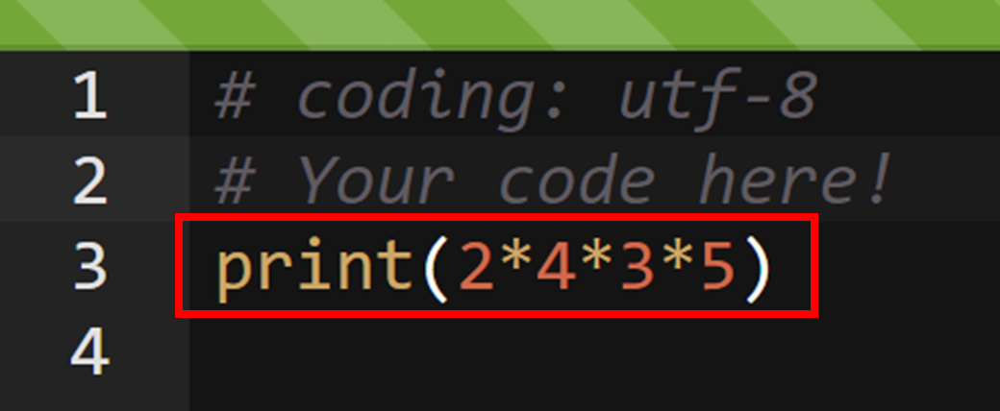 1 # coding: utf-8
2 # Your code here!
3 print(2*4*3*5)
4